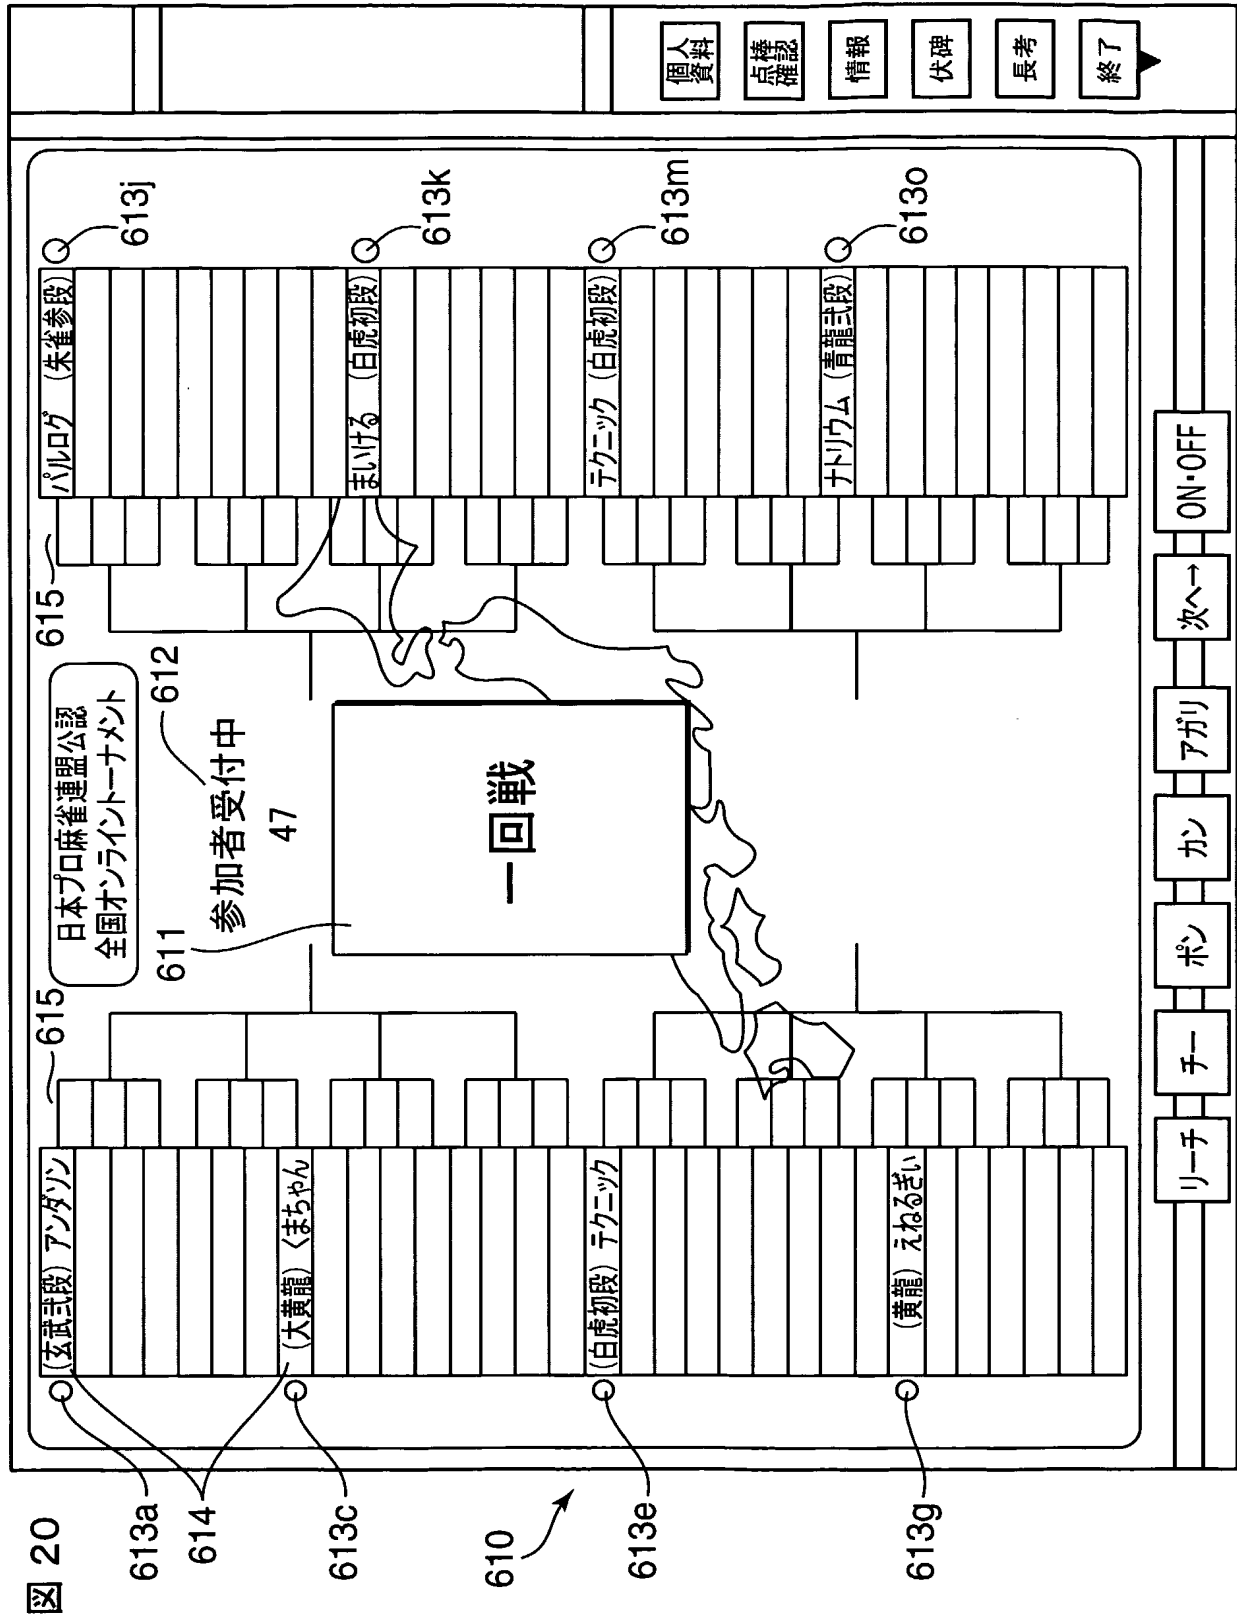 図 20
日本プロ麻雀連盟公認
全国オンライントーナメント
615
615
611
参加者受付中
612
47
一回戦
613a
614
613c
610
613e
613g
(玄武弐段) アンダソン
(大黄龍) くまちゃん
(白虎初段) テクニック
(黄龍) えねるぎい
パルログ (朱雀参段)
まいける (白虎初段)
テクニック (白虎初段)
ナトリウム (青龍弐段)
613j
613k
613m
613o
個人
資料
点棒
確認
情報
伏碑
長考
終了
リーチ
チー
ポン
カン
アガリ
次へ→
ON・OFF